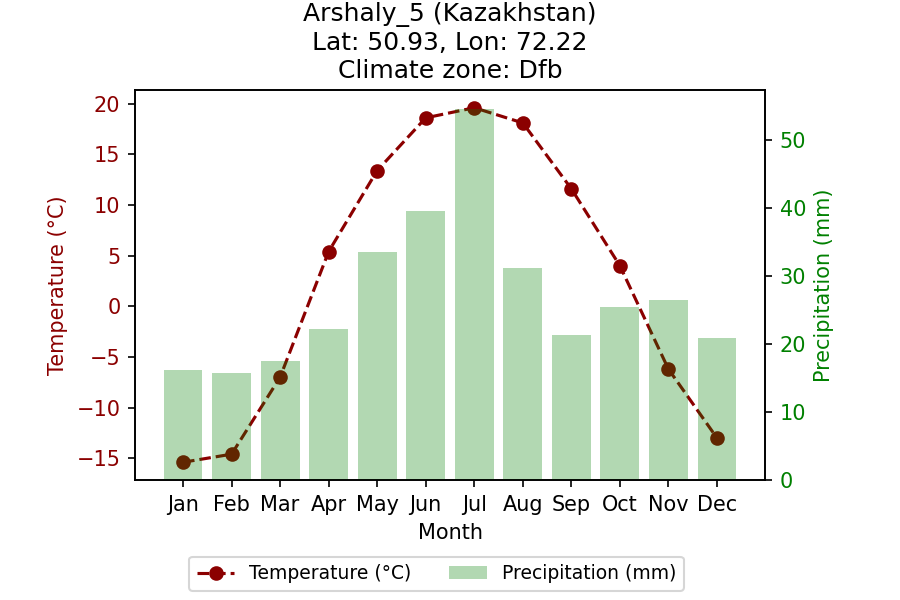 Arshaly_5 (Kazakhstan)
Lat: 50.93, Lon: 72.22
Climate zone: Dfb
Temperature (°C)
20
15
10
5
0
−5
−10
−15
50
40
30
20
10
0
Precipitation (mm)
Jan Feb Mar Apr May Jun Jul Aug Sep Oct Nov Dec
Month
Temperature (°C) Precipitation (mm)